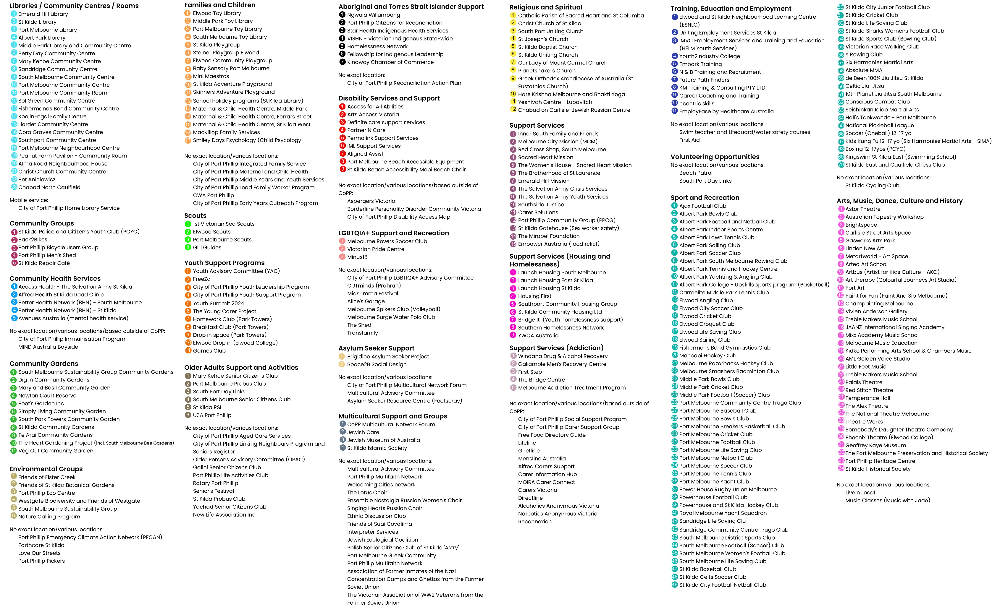 Libraries / Community Centres / Rooms
1 Emerald Hill Library
2 St Kilda Library
3 Port Melbourne Library
4 Albert Park Library
5 Middle Park Library and Community Centre
6 Betty Day Community Centre
7 Mary Kehoe Community Centre
8 Sandridge Community Centre
9 South Melbourne Community Centre
10 Port Melbourne Community Centre
11 Port Melbourne Community Room
12 Sol Green Community Centre
13 Fishermands Bend Community Centre
14 Koolin-ngal Family Centre
15 Liardet Community Centre
16 Cora Graves Community Centre
17 Southport Community Centre
18 Port Melbourne Neighbourhood Centre
19 Peanut Farm Pavilion - Community Room
20 Alma Road Neighbourhood House
21 Christ Church Community Centre
22 Bet Anielewicz
23 Chabad North Caulfield
Mobile service:
City of Port Phillip Home Library Service
Community Groups
1 St Kilda Police and Citizen's Youth Club (PCYC)
2 Back2Bikes
3 Port Phillip Bicycle Users Group
4 Port Phillip Men's Shed
5 St Kilda Repair Café
Community Health Services
1 Access Health - The Salvation Army St Kilda
2 Alfred Health St Kilda Road Clinic
3 Better Health Network (BHN) - South Melbourne
4 Better Health Network (BHN) - St Kilda
5 Avenues Australia (mental health service)
No exact location/various locations/based outside of CoPP:
City of Port Phillip Immunisation Program
MIND Australia Bayside
Community Gardens
1 South Melbourne Sustainability Group Community Gardens
2 Dig In Community Gardens
3 Mary and Basil Community Garden
4 Newton Court Reserve
5 Poet's Garden Inc
6 Simply Living Community Garden
7 South Park Towers Community Garden
8 St Kilda Community Gardens
9 Te Arai Community Gardens
10 The Heart Gardening Project (incl. South Melbourne Bee Gardens)
11 Veg Out Community Garden
Environmental Groups
1 Friends of Elster Creek
2 Friends of St Kilda Botanical Gardens
3 Port Phillip Eco Centre
4 Westgate Biodiversity and Friends of Westgate
5 South Melbourne Sustainability Group
6 Nature Calling Program
No exact location/various locations:
Port Phillip Emergency Climate Action Network (PECAN)
Earthcare St Kilda
Love Our Streets
Port Phillip Pickers
Families and Children
1 Elwood Toy Library
2 Middle Park Toy Library
3 Port Melbourne Toy Library
4 South Melbourne Toy Library
5 St Kilda Playgroup
6 Steiner Playgroup Elwood
7 Elwood Community Playgroup
8 Baby Sensory Port Melbourne
9 Mini Maestros
10 St Kilda Adventure Playground
11 Skinners Adventure Playground
12 School holiday programs (St Kilda Library)
13 Maternal & Child Health Centre, Middle Park
14 Maternal & Child Health Centre, Ferrars Street
15 Maternal & Child Health Centre, St Kilda West
16 MacKillop Family Services
17 Smiley Days Psychology (Child Psycology
No exact location/various locations:
City of Port Phillip Integrated Family Service
City of Port Phillip Maternal and Child Health
City of Port Phillip Middle Years and Youth Services
City of Port Phillip Lead Family Worker Program
CWA Port Phillip
City of Port Phillip Early Years Outreach Program
Scouts
1 1st Victorian Sea Scouts
2 Elwood Scouts
3 Port Melbourne Scouts
4 Girl Guides
Youth Support Programs
1 Youth Advisory Committee (YAC)
2 FreeZa
3 City of Port Phillip Youth Leadership Program
4 City of Port Phillip Youth Support Program
5 Youth Summit 2024
6 The Young Carer Project
7 Homework Club (Park Towers)
8 Breakfast Club (Park Towers)
9 Drop in space (Park Towers)
10 Elwood Drop in (Elwood College)
11 Games Club
Older Adults Support and Activities
1 Mary Kehoe Senior Citizen's Club
2 Port Melbourne Probus Club
3 South Port Day Links
4 South Melbourne Senior Citizens Club
5 St Kilda RSL
6 U3A Port Phillip
No exact location/various locations:
City of Port Phillip Aged Care Services
City of Port Phillip Linking Neighbours Program and
Seniors Register
Older Persons Advisory Committee (OPAC)
Galini Senior Citizens Club
Port Phillip Life Activities Club
Rotary Port Phillip
Senior's Festival
St Kilda Probus Club
Yachad Senior Citizens Club
New Life Association Inc
Aboriginal and Torres Strait Islander Support
1 Ngwala Willumbong
2 Port Phillip Citizens for Reconciliation
3 Star Health Indigenous Health Services
4 VISHN - Victorian Indigenous State-wide
5 Homelessness Network
6 Fellowship for Indigenous Leadership
7 Kinaway Chamber of Commerce
No exact location:
City of Port Phillip Reconciliation Action Plan
Disability Services and Support
1 Access for All Abilities
2 Arts Access Victoria
3 Definite care support services
4 Partner N Care
5 Permalink Support Services
6 IML Support Services
7 Aligned Assist
8 Port Melbourne Beach Accessible Equipment
9 St Kilda Beach Accessibility Mobi Beach Chair
No exact location/various locations/based outside of
CoPP:
Aspergers Victoria
Borderline Personality Disorder Community Victoria
City of Port Phillip Disability Access Map
LGBTQIA+ Support and Recreation
1 Melbourne Rovers Soccer Club
2 Victorian Pride Centre
3 Minus18
No exact location/various locations:
City of Port Phillip LGBTIQA+ Advisory Committee
OUTminds (Prahran)
Midsumma Festival
Alice's Garage
Melbourne Spikers Club (Volleyball)
Melbourne Surge Water Polo Club
The Shed
Transfamily
Asylum Seeker Support
1 Brigidine Asylum Seeker Project
2 Space2B Social Design
No exact location/various locations:
City of Port Phillip Multicultural Network Forum
Multicultural Advisory Committee
Asylum Seeker Resource Centre (Footscray)
Multicultural Support and Groups
1 CoPP Multicultural Network Forum
2 Jewish Care
3 Jewish Museum of Australia
4 St Kilda Islamic Society
No exact location/various locations:
Multicultural Advisory Committee
Port Phillip Multifaith Network
Welcoming Cities network
The Lotus Choir
Ensemble Nostalgia Russian Women's Choir
Singing Hearts Russian Choir
Ethnic Discussion Club
Friends of Suai Covalima
Interpreter Services
Jewish Ecological Coalition
Polish Senior Citizens Club of St Kilda 'Astry'
Port Melbourne Greek Community
Port Phillip Multifaith Network
Association of Former Inmates of the Nazi
Concentration Camps and Ghettos from the Former
Soviet Union
The Victorian Association of WW2 Veterans from the
Former Soviet Union
Religious and Spiritual
1 Catholic Parish of Sacred Heart and St Columba
2 Christ Church of St Kilda
3 South Port Uniting Clurch
4 St Joseph's Church
5 St Kilda Baptist Church
6 St Kilda Uniting Church
7 Our Lady of Mount Carmel Church
8 Planetshakers Church
9 Greek Orthodox Archdiocese of Australia (St
Eustathios Church)
10 Hare Krishna Melbourne and Bhakti Yoga
11 Yeshivah Centre - Lubavitch
12 Chabad on Carlisle-Jewish Russian Centre
Support Services
1 Inner South Family and Friends
2 Melbourne City Mission (MCM)
3 Red Cross Shop, South Melbourne
4 Sacred Heart Mission
5 The Women's House - Sacred Heart Mission
6 The Brotherhood of St Laurence
7 Emerald Hill Mission
8 The Salvation Army Crisis Services
9 The Salvation Army Youth Services
10 Southside Justice
11 Carer Solutions
12 Port Phillip Community Group (PPCG)
13 St Kilda Gatehouse (Sex worker safety)
14 The Mirabel Foundation
15 Empower Australia (food relief)
Support Services (Housing and
Homelessness)
1 Launch Housing South Melbourne
2 Launch Housing East St Kilda
3 Launch Housing St Kilda
4 Housing First
5 Southport Community Housing Group
6 St Kilda Community Housing Ltd
7 Bridge It (Youth homelessness support)
8 Southern Homelessness Network
9 YWCA Australia
Support Services (Addiction)
1 Windana Drug & Alcohol Recovery
2 Galiamble Men's Recovery Centre
3 First Step
4 The Bridge Centre
5 Melbourne Addiction Treatment Program
No exact location/various locations/based outside of
CoPP:
City of Port Phillip Social Support Program
City of Port Phillip Carer Support Group
Free Food Directory Guide
Lifeline
Griefline
Mensline Australia
Alfred Carers Support
Carer Information Hub
MOIRA Carer Connect
Carers Victoria
Directline
Alcoholics Anonymous Victoria
Narcotics Anonymous Victoria
Reconnexion
Training, Education and Employment
1 Elwood and St Kilda Neighbourhood Learning Centre
(ESNLC)
2 Uniting Employment Services St Kilda
3 IMVC Employment Services and Training and Education
(HELM Youth Services)
4 Youth2Industry College
5 Embark Training
6 N & B Training and Recruitment
7 Future Path Finders
8 KM Training & Consulting PTY LTD
9 Career Coaching and Training
10 ncentric skills
11 EmployEase by Healthcare Australia
No exact location/various locations:
Swim teacher and Lifeguard/water safety courses
First Aid
Volunteering Opportunities
No exact location/various locations:
Beach Patrol
South Port Day Links
Sport and Recreation
1 Ajax Football Club
2 Albert Park Bowls Club
3 Albert Park Football and Netball Club
4 Albert Park Indoor Sports Centre
5 Albert Park Lawn Tennis Club
6 Albert Park Sailing Club
7 Albert Park Soccer Club
8 Albert Park South Melbourne Rowing Club
9 Albert Park Tennis and Hockey Centre
10 Albert Park Yachting & Angling Club
11 Albert Park College - Upskills sports program (Basketball)
12 Carmelite Middle Park Tennis Club
13 Elwood Angling Club
14 Elwood City Soccer Club
15 Elwood Cricket Club
16 Elwood Croquet Club
17 Elwood Life Saving Club
18 Elwood Sailing Club
19 Fishermens Bend Gymnastics Club
20 Maccabi Hockey Club
21 Melbourne Razorbacks Hockey Club
22 Melbourne Smashers Badminton Club
23 Middle Park Bowls Club
24 Middle Park Cricket Club
25 Middle Park Football (Soccer) Club
26 Port Melbourne Community Centre Trugo Club
27 Port Melbourne Baseball Club
28 Port Melbourne Bowls Club
29 Port Melbourne Breakers Basketball Club
30 Port Melbourne Cricket Club
31 Port Melbourne Football Club
32 Port Melbourne Life Saving Club
33 Port Melbourne Netball Club
34 Port Melbourne Soccer Club
35 Port Melbourne Tennis Club
36 Port Melbourne Yacht Club
37 Power House Rugby Union Melbourne
38 Powerhouse Football Club
39 Powerhouse and St Kilda Hockey Club
40 Royal Melbourne Yacht Squadron
41 Sandridge Life Saving Clu
42 Sandridge Community Centre Trugo Club
43 South Melbourne District Sports Club
44 South Melbourne Football (Soccer) Club
45 South Melbourne Women's Football Club
46 South Melbourne Life Saving Club
47 St Kilda Baseball Club
48 St Kilda Celts Soccer Club
49 St Kilda City Football Netball Club
50 St Kilda City Junior Football Club
51 St Kilda Cricket Club
52 St Kilda Life Saving Club
53 St Kilda Sharks Womens Football Club
54 St Kilda Sports Club (Bowling Club)
55 Victorian Race Walking Club
56 Y Rowing Club
57 Six Harmonies Martial Arts
58 Absolute MMA
59 de Been 100% Jiu Jitsu St Kilda
60 Celtic Jiu-Jitsu
61 10th Planet Jiu Jitsu South Melbourne
62 Conscious Combat Club
63 Seishinkan Iaido Martial Arts
64 Hall's Taekwondo - Port Melbourne
65 National Pickleball League
66 Soccer (Oneball) 12-17 yo
67 Kids Kung Fu 12-17 yo (Six Harmonies Martial Arts - SIMA)
68 Boxing 12-17yos (PCYC)
69 Kingswim St Kilda East (Swimming School)
70 St Kilda East and Caulfield Chess Club
No exact location/various locations:
St Kilda Cycling Club
Arts, Music, Dance, Culture and History
1 Astor Theatre
2 Australian Tapestry Workshop
3 Brightspace
4 Carlisle Street Arts Space
5 Gasworks Arts Park
6 Linden New Art
7 Metartworld - Art Space
8 Artea Art School
9 Artbus (Artist for Kids Culture - AKC)
10 Art therapy (Colourful Journeys Art Studio)
11 Port Art
12 Paint for Fun (Paint And Sip Melbourne)
13 Champainting Melbourne
14 Vivien Anderson Gallery
15 Treble Makers Music School
16 JAANZ International Singing Academy
17 Mixx Academy Music School
18 Melbourne Music Education
19 Kidko Performing Arts School & Chambers Music
20 AML Golden Voice Studio
21 Little Feet Music
22 Treble Makers Music School
23 Palais Theatre
24 Red Stitch Theatre
25 Temperance Hall
26 The Alex Theatre
27 The National Theatre Melbourne
28 Theatre Works
29 Somebody's Daughter Theatre Company
30 Phoenix Theatre (Elwood College)
31 Geoffrey Kaye Museum
32 The Port Melbourne Preservation and Historical Society
33 Port Phillip Heritage Centre
34 St Kilda Historical Society
No exact location/various locations:
Live n Local
Music Classes (Music with Jade)